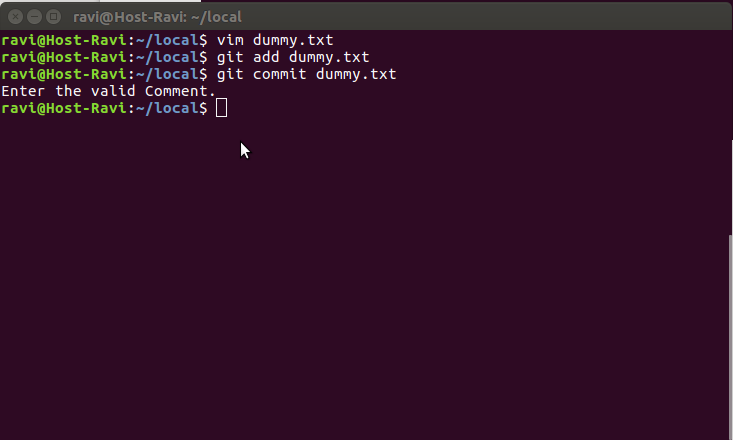 ravi@Host-Ravi: ~/local
ravi@Host-Ravi:~/local$ vim dummy.txt
ravi@Host-Ravi:~/local$ git add dummy.txt
ravi@Host-Ravi:~/local$ git commit dummy.txt
Enter the valid Comment.
ravi@Host-Ravi:~/local$